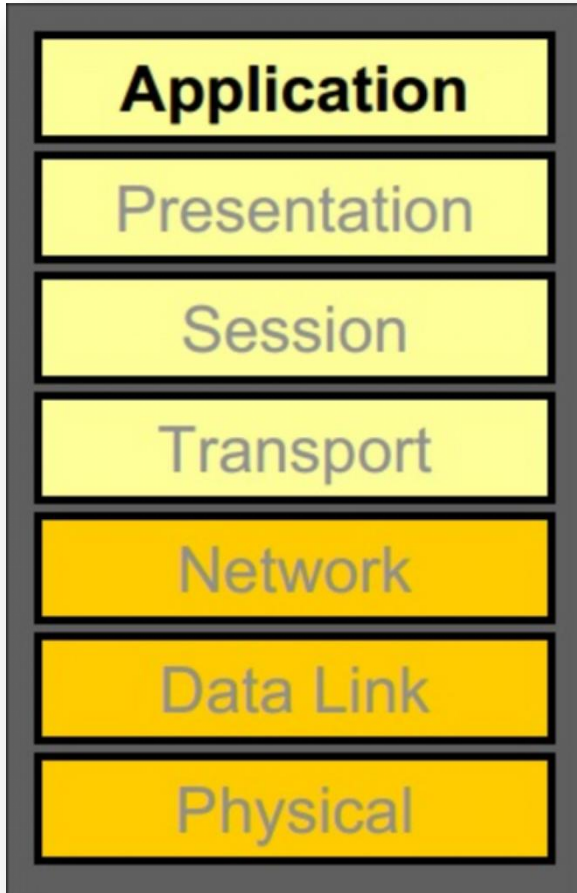 Application
Presentation
Session
Transport
Network
Data Link
Physical